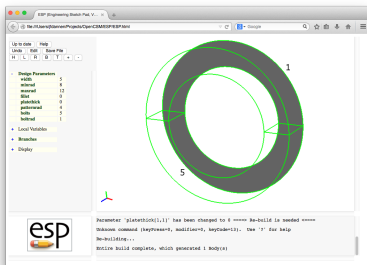 ESP (Engineering Sketch Pad, V...
file:///Users/bbenner/Projects/OpenCSM/ESP/ESP.html
Google
Up to date Help
Undo Edit Save File
H L R B T + -
- Design Parameters
width 5
minrad 8
maxrad 12
fillet 0
platethick 0
patternrad 4
bolts 5
boltrad 1
+ Local Variables
+ Branches
+ Display
1
5
esp
Parameter 'platethick[1,1]' has been changed to 0 ===== Re-build is needed =====
Unknown command (keyPress=0, modifier=0, keyCode=13). Use '?' for help
Re-building...
Entire build complete, which generated 1 Body(s)